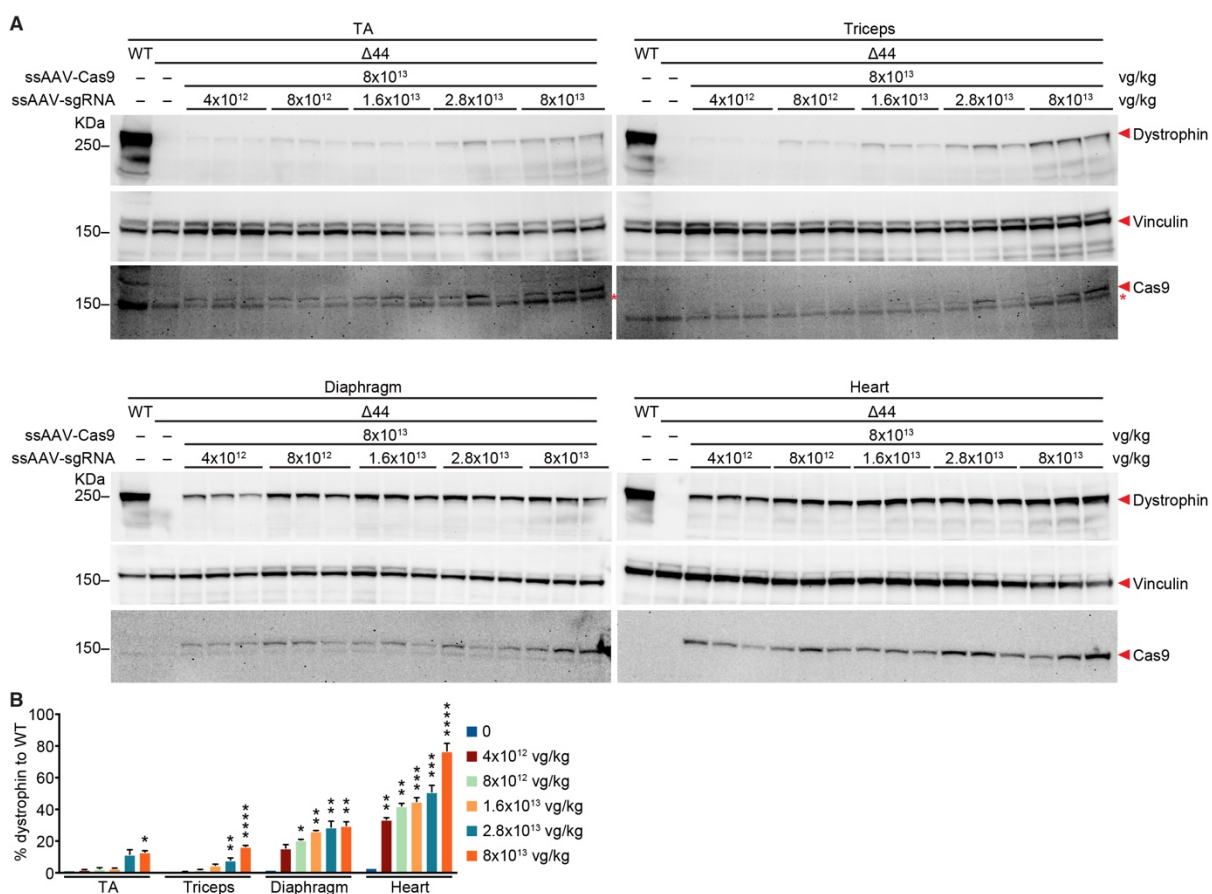 A
TA Triceps
WT Δ44 WT Δ44
ssAAV-Cas9 – – 8x10¹³ – – 8x10¹³ vg/kg
ssAAV-sgRNA – – 4x10¹² 8x10¹² 1.6x10¹³ 2.8x10¹³ 8x10¹³ – – 4x10¹² 8x10¹² 1.6x10¹³ 2.8x10¹³ 8x10¹³ vg/kg
KDa
250 Dystrophin
150 Vinculin
Cas9
150 * *
Diaphragm Heart
WT Δ44 WT Δ44
ssAAV-Cas9 – – 8x10¹³ – – 8x10¹³ vg/kg
ssAAV-sgRNA – – 4x10¹² 8x10¹² 1.6x10¹³ 2.8x10¹³ 8x10¹³ – – 4x10¹² 8x10¹² 1.6x10¹³ 2.8x10¹³ 8x10¹³ vg/kg
KDa
250 Dystrophin
150 Vinculin
150 Cas9
B
% dystrophin to WT
100
80
60
40
20
0
* ** **** * ** ** ** ** ** *** *** ****
TA Triceps Diaphragm Heart
0
4x10¹² vg/kg
8x10¹² vg/kg
1.6x10¹³ vg/kg
2.8x10¹³ vg/kg
8x10¹³ vg/kg